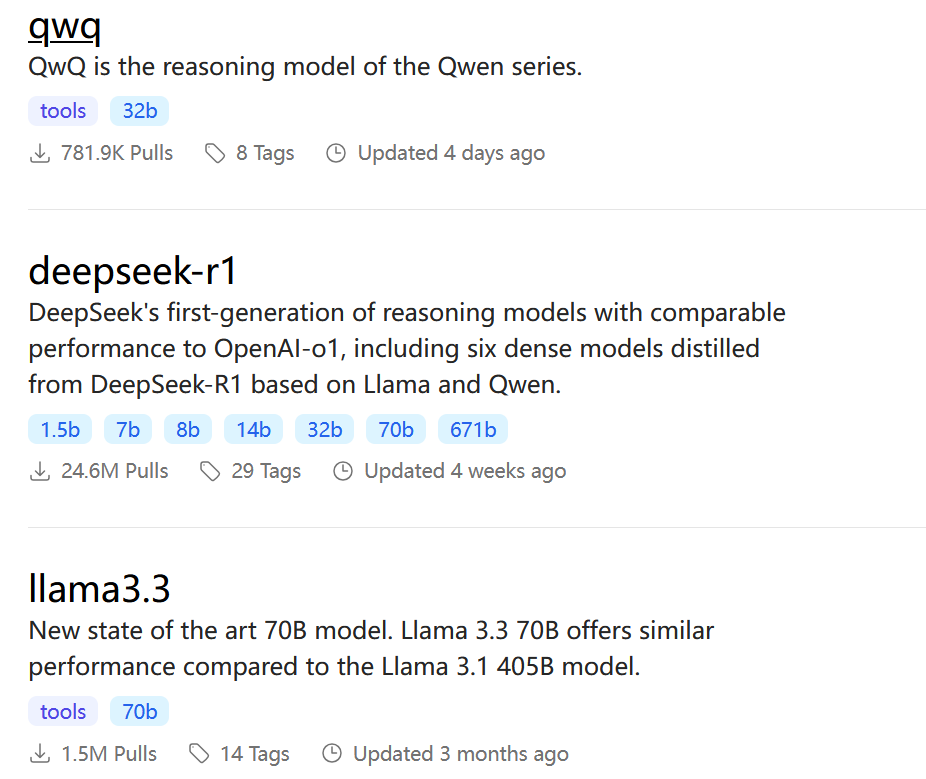 qwq
QwQ is the reasoning model of the Qwen series.
tools 32b
781.9K Pulls 8 Tags Updated 4 days ago
deepseek-r1
DeepSeek's first-generation of reasoning models with comparable
performance to OpenAI-o1, including six dense models distilled
from DeepSeek-R1 based on Llama and Qwen.
1.5b 7b 8b 14b 32b 70b 671b
24.6M Pulls 29 Tags Updated 4 weeks ago
llama3.3
New state of the art 70B model. Llama 3.3 70B offers similar
performance compared to the Llama 3.1 405B model.
tools 70b
1.5M Pulls 14 Tags Updated 3 months ago